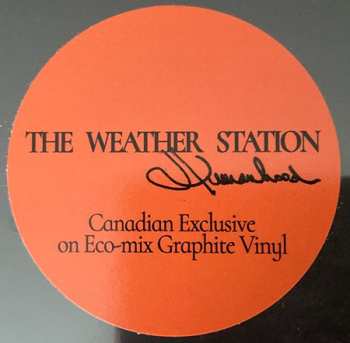 THE WEATHER STATION
Humanhood
Canadian Exclusive
on Eco-mix Graphite Vinyl